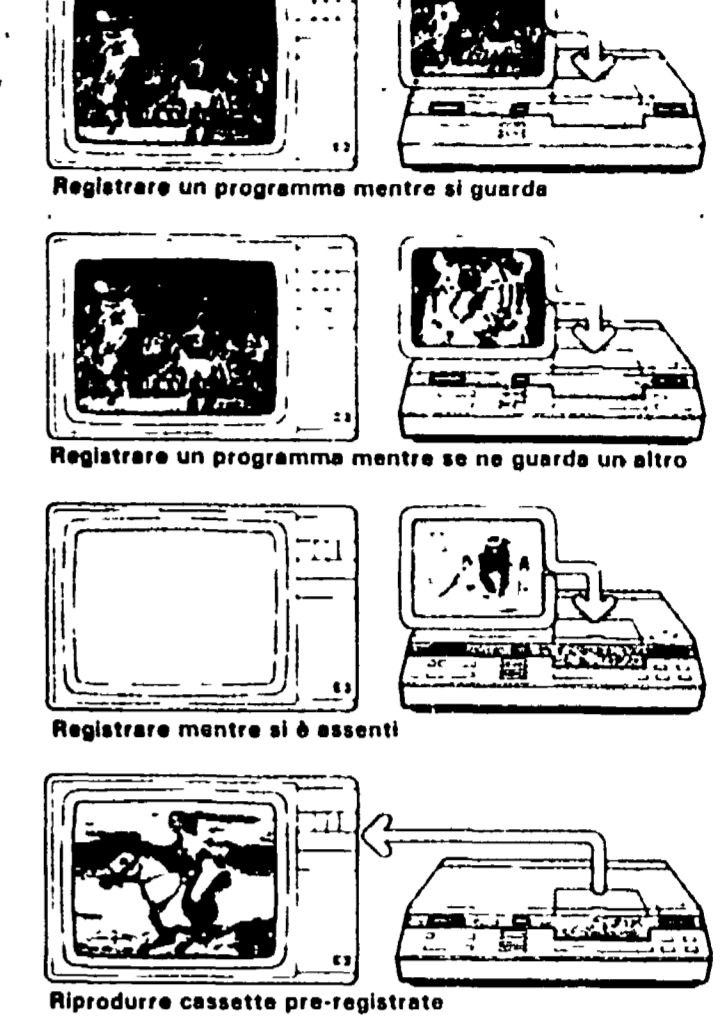 Registrare un programma mentre si guarda
Registrare un programma mentre se ne guarda un altro
Registrare mentre si è assenti
Riprodurre cassette pre-registrate